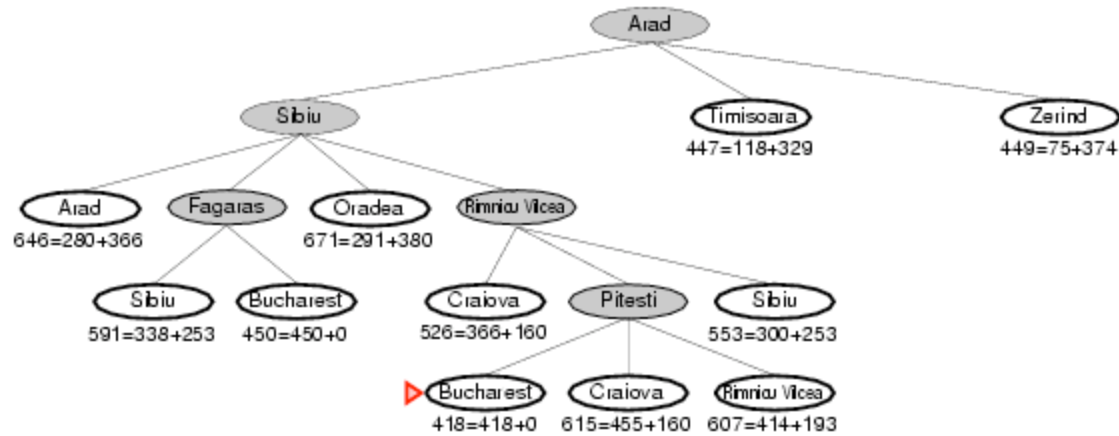 Arad
Sibiu
Timisoara
Zerind
447=118+329
449=75+374
Arad
Fagaras
Oradea
Rimnicu Vilcea
646=280+366
671=291+380
Sibiu
Bucharest
Craiova
Pitesti
Sibiu
591=338+253
450=450+0
526=366+160
553=300+253
Bucharest
Craiova
Rimnicu Vilcea
418=418+0
615=455+160
607=414+193